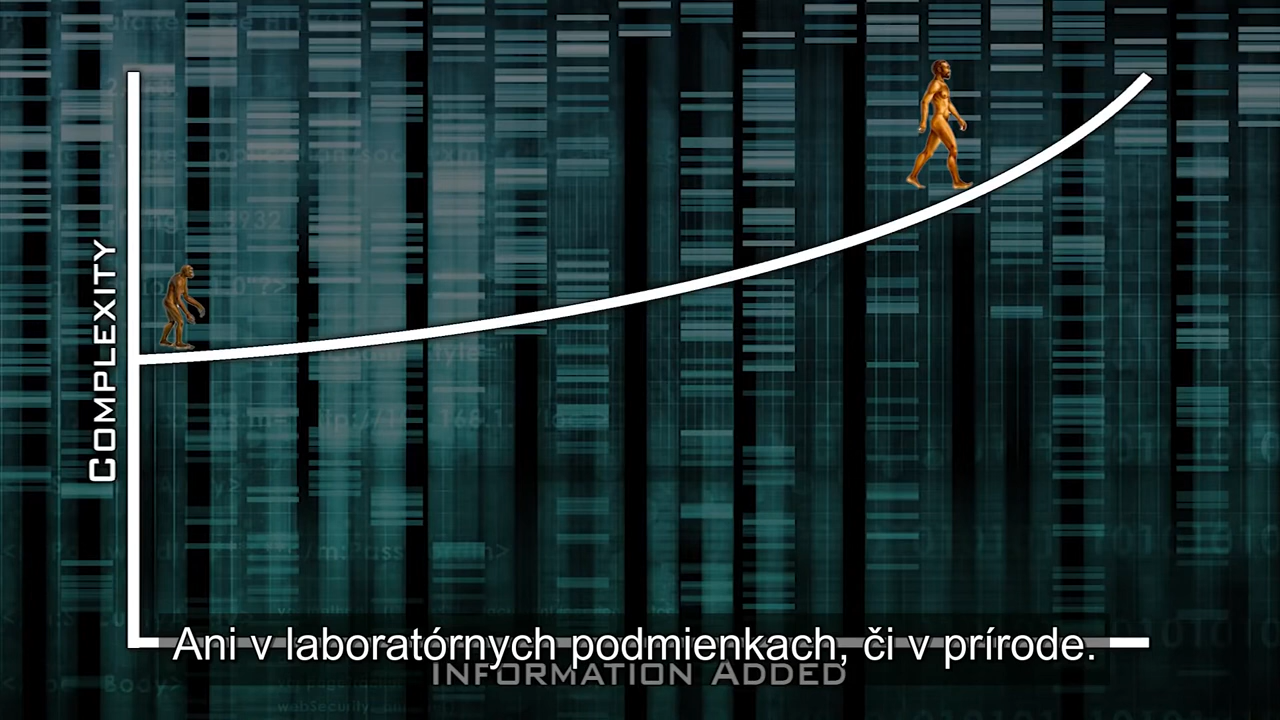 COMPLEXITY
Ani v laboratórnych podmienkach, či v prírode.
INFORMATION ADDED